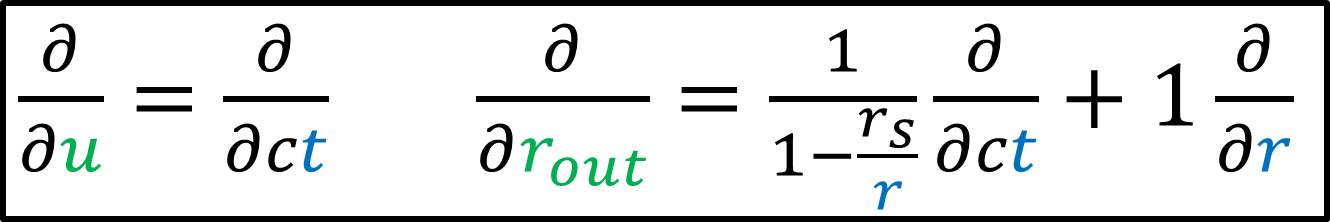 ∂/∂u = ∂/∂ct    ∂/∂r_out = 1/(1−r_s/r) ∂/∂ct + 1 ∂/∂r